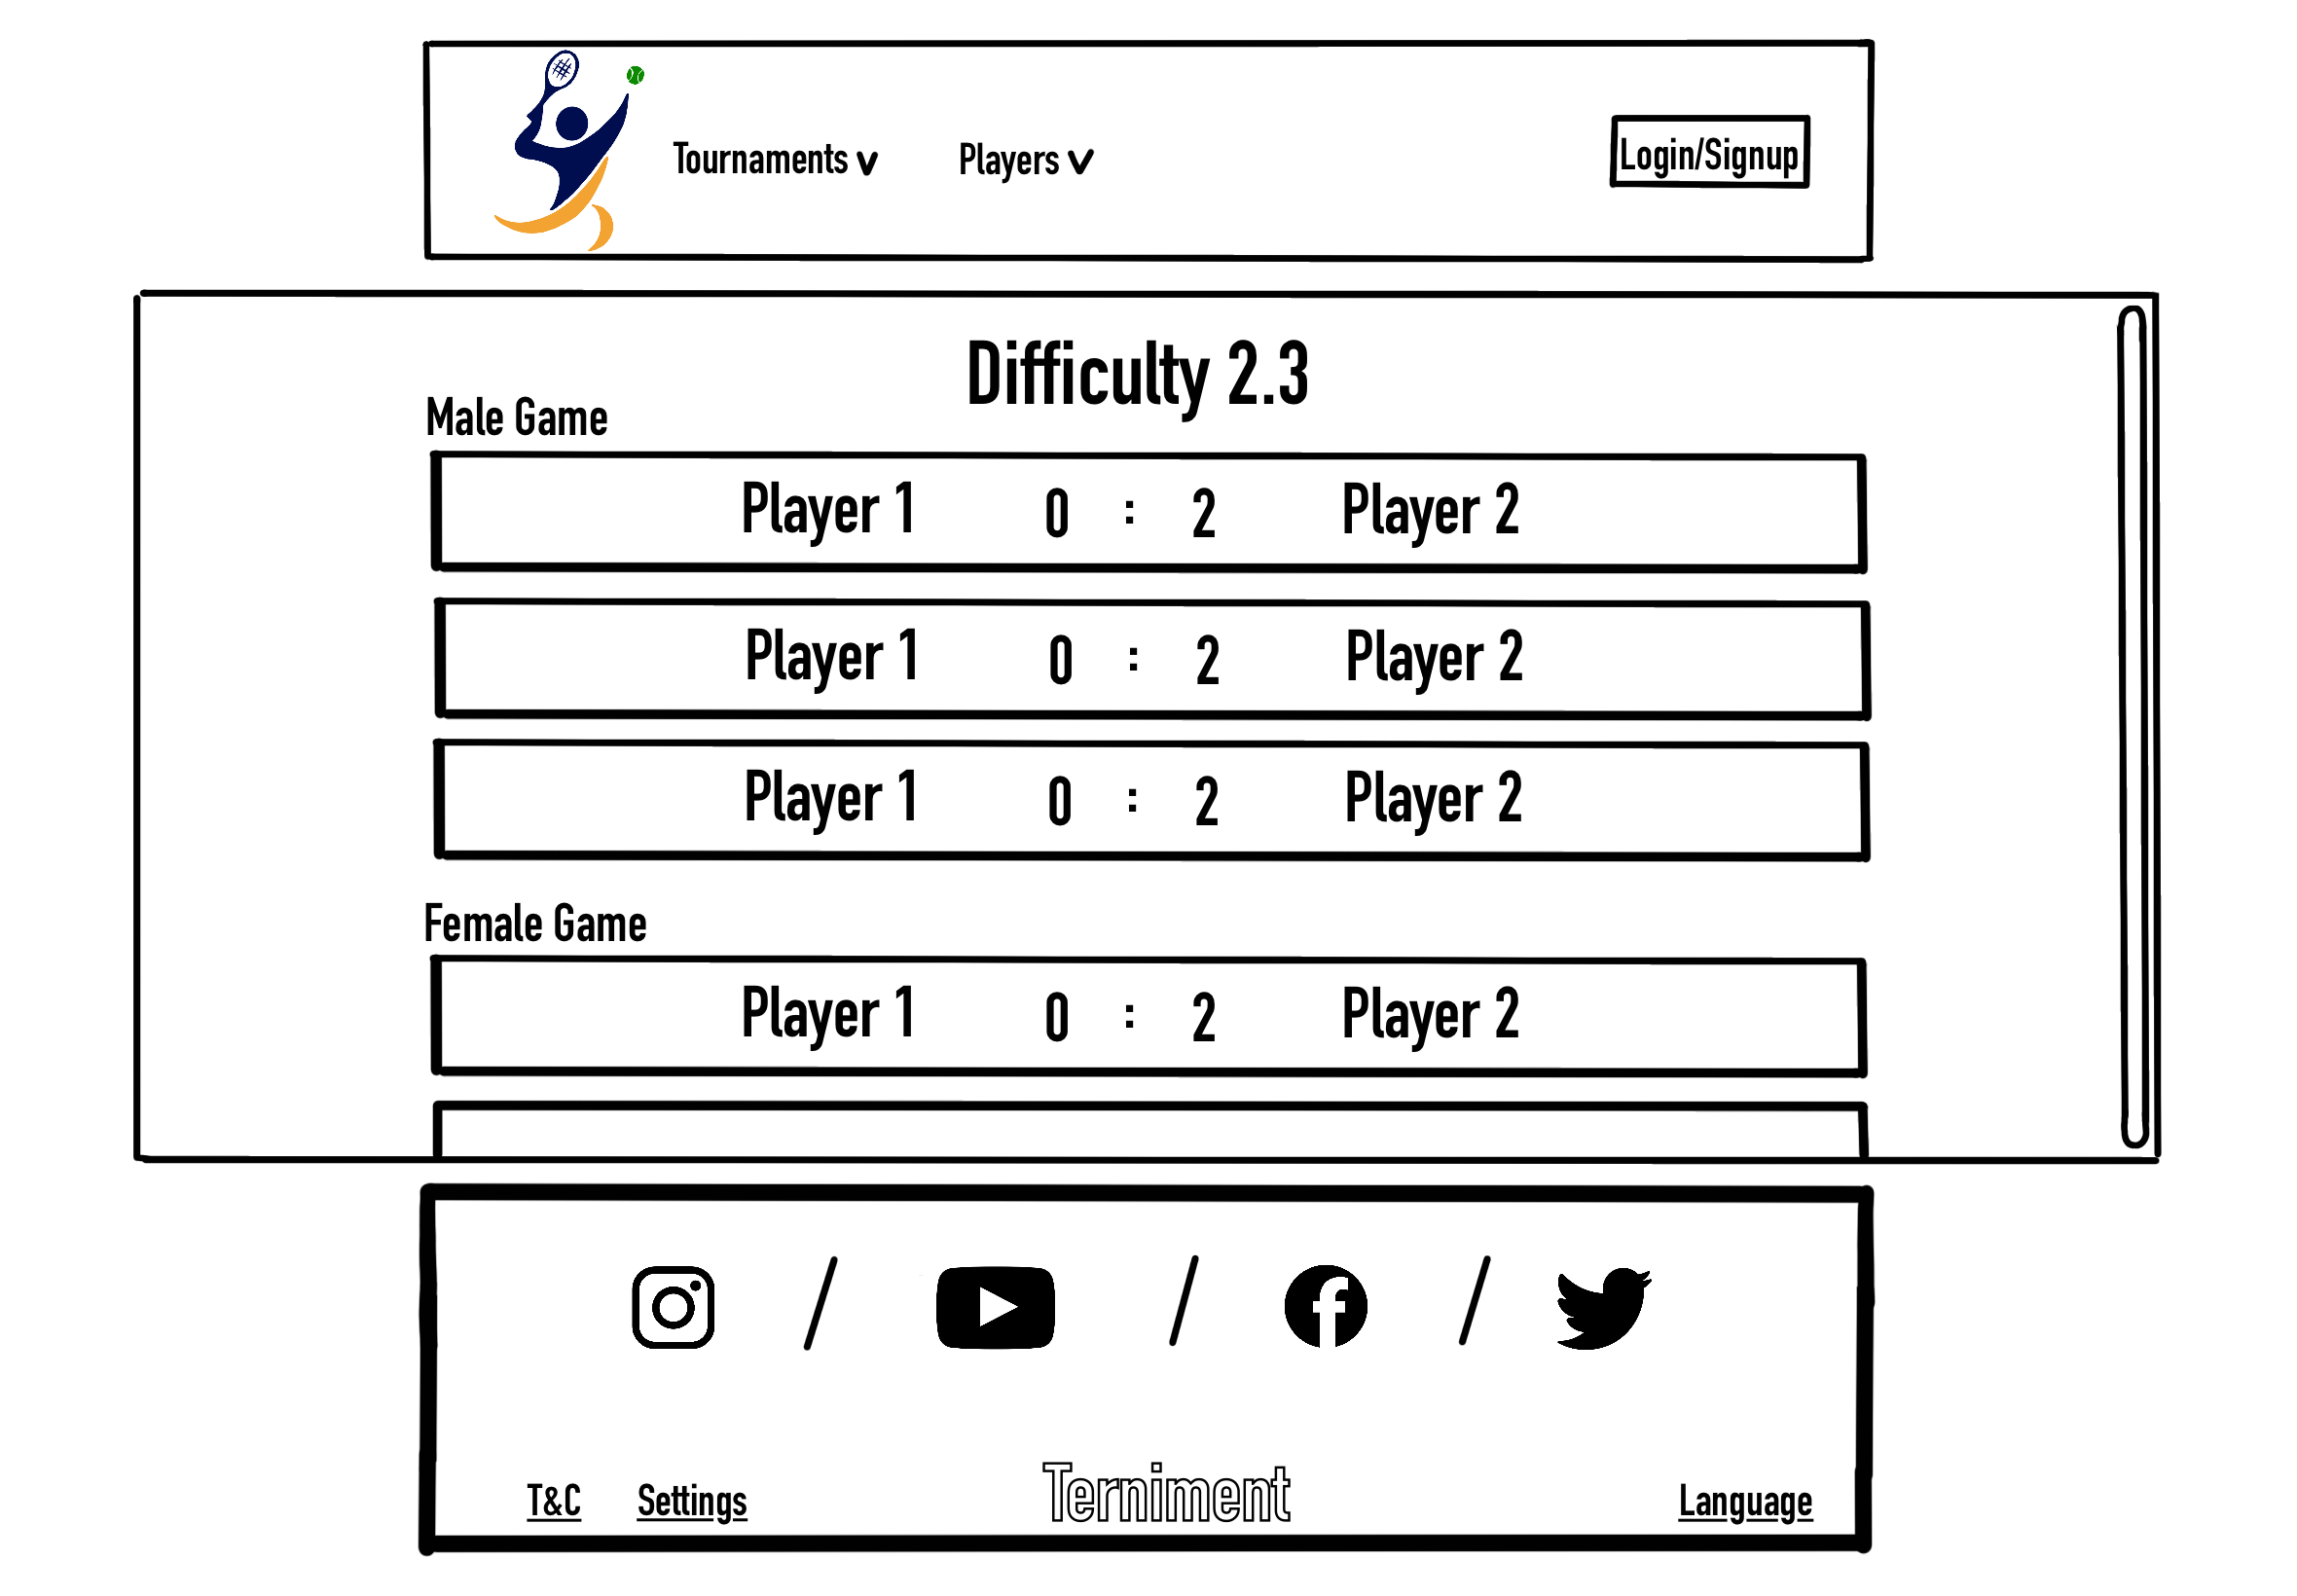 Tournaments
Players
Login/Signup
Difficulty 2.3
Male Game
Player 1 0 : 2 Player 2
Player 1 0 : 2 Player 2
Player 1 0 : 2 Player 2
Female Game
Player 1 0 : 2 Player 2
T&C Settings Terniment Language